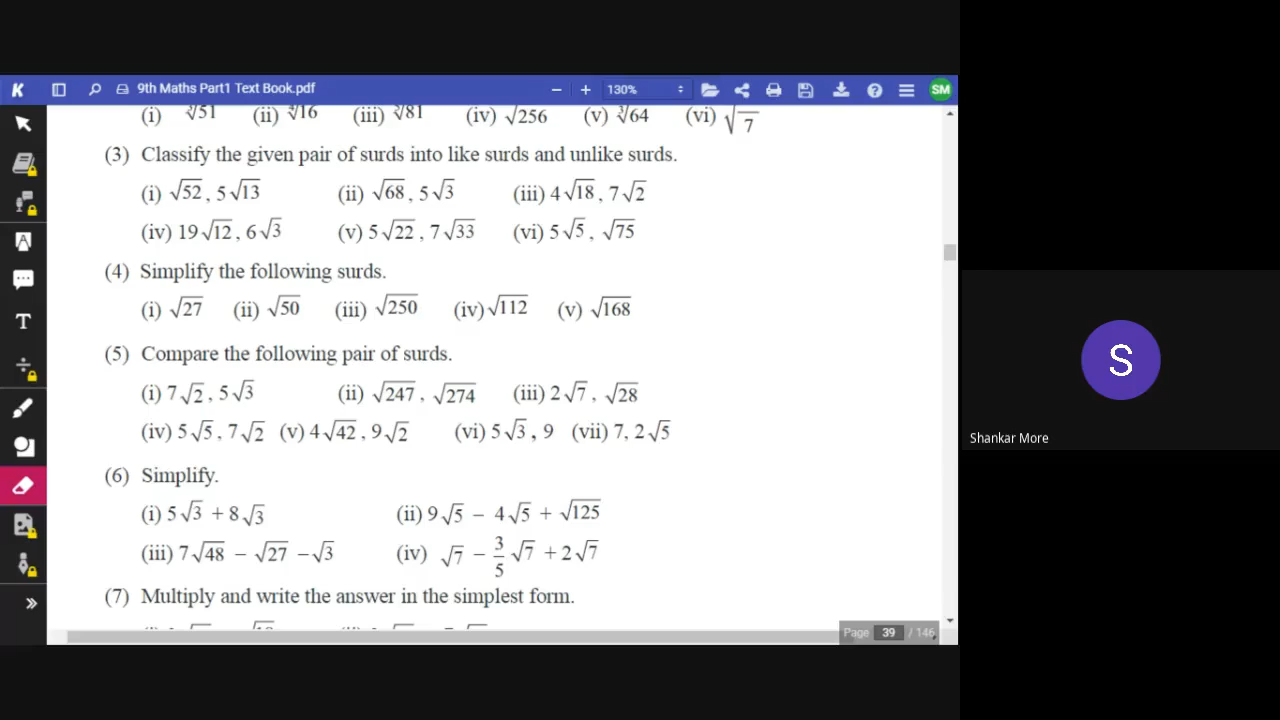 K 9th Maths Part1 Text Book.pdf 130% SM
(i) ∛51 (ii) ∜16 (iii) (iv) √256 (v) ∛64 (vi)
(3) Classify the given pair of surds into like surds and unlike surds.
(i) √52 , 5√13 (ii) √68 , 5√3 (iii) 4√18 , 7√2
(iv) 19√12 , 6√3 (v) 5√22 , 7√33 (vi) 5√5 , √75
(4) Simplify the following surds.
(i) √27 (ii) √50 (iii) √250 (iv) √112 (v) √168
(5) Compare the following pair of surds.
(i) 7√2 , 5√3 (ii) √247 , √274 (iii) 2√7 , √28
(iv) 5√5 , 7√2 (v) 4√42 , 9√2 (vi) 5√3 , 9 (vii) 7, 2√5
(6) Simplify.
(i) 5√3 + 8√3 (ii) 9√5 − 4√5 + √125
(iii) 7√48 − √27 − √3 (iv) √7 − 3/5 √7 + 2√7
(7) Multiply and write the answer in the simplest form.
Page 39 / 146
S
Shankar More